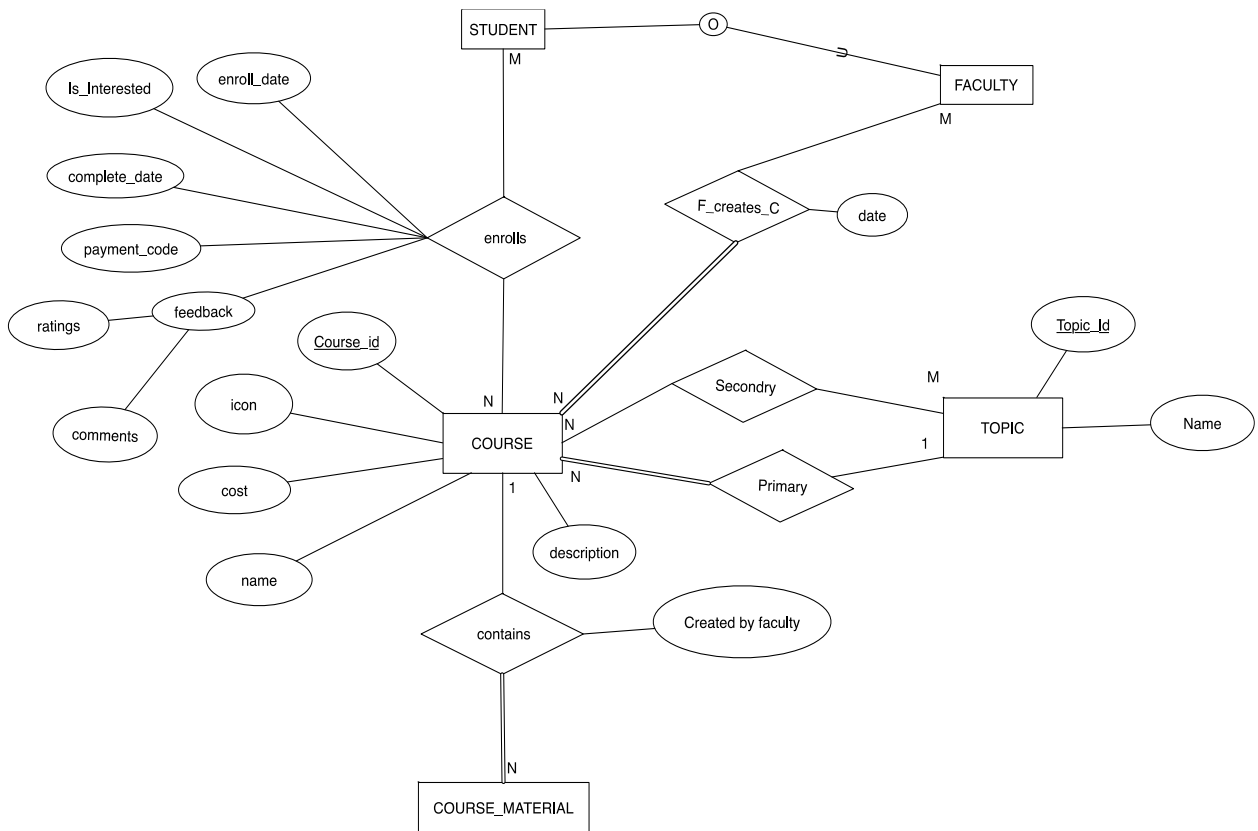 STUDENT
O
U
M
FACULTY
M
Is_Interested
enroll_date
complete_date
F_creates_C
date
payment_code
enrolls
feedback
ratings
Course_id
Topic_Id
Secondry
M
icon
N
N
N
comments
COURSE
TOPIC
Name
1
N
1
Primary
cost
description
name
contains
Created by faculty
N
COURSE_MATERIAL